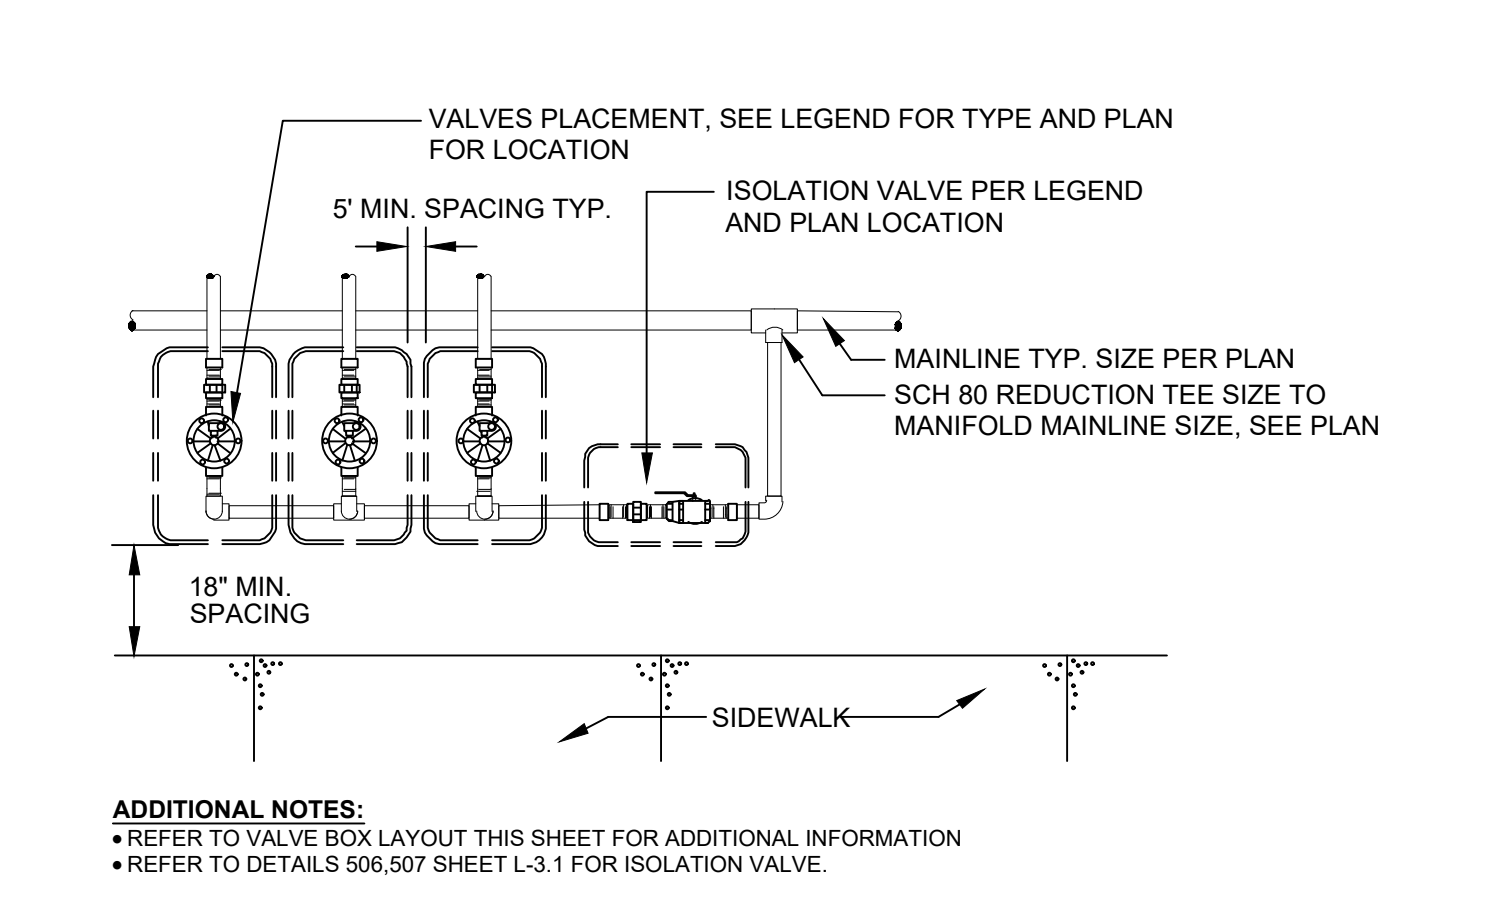 VALVES PLACEMENT, SEE LEGEND FOR TYPE AND PLAN
FOR LOCATION
ISOLATION VALVE PER LEGEND
AND PLAN LOCATION
5' MIN. SPACING TYP.
MAINLINE TYP. SIZE PER PLAN
SCH 80 REDUCTION TEE SIZE TO
MANIFOLD MAINLINE SIZE, SEE PLAN
18" MIN.
SPACING
SIDEWALK
ADDITIONAL NOTES:
• REFER TO VALVE BOX LAYOUT THIS SHEET FOR ADDITIONAL INFORMATION
• REFER TO DETAILS 506,507 SHEET L-3.1 FOR ISOLATION VALVE.